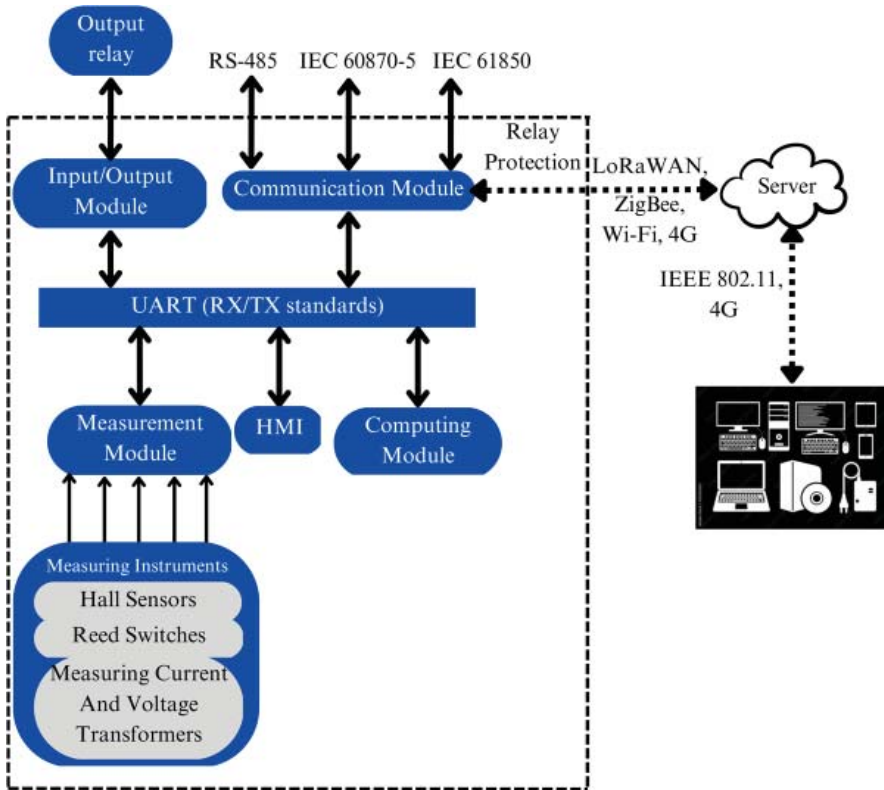 Output
relay
RS-485
IEC 60870-5
IEC 61850
Relay
Protection
Input/Output
Module
Communication Module
LoRaWAN,
ZigBee,
Wi-Fi, 4G
Server
IEEE 802.11,
4G
UART (RX/TX standards)
Measurement
Module
HMI
Computing
Module
Measuring Instruments
Hall Sensors
Reed Switches
Measuring Current
And Voltage
Transformers